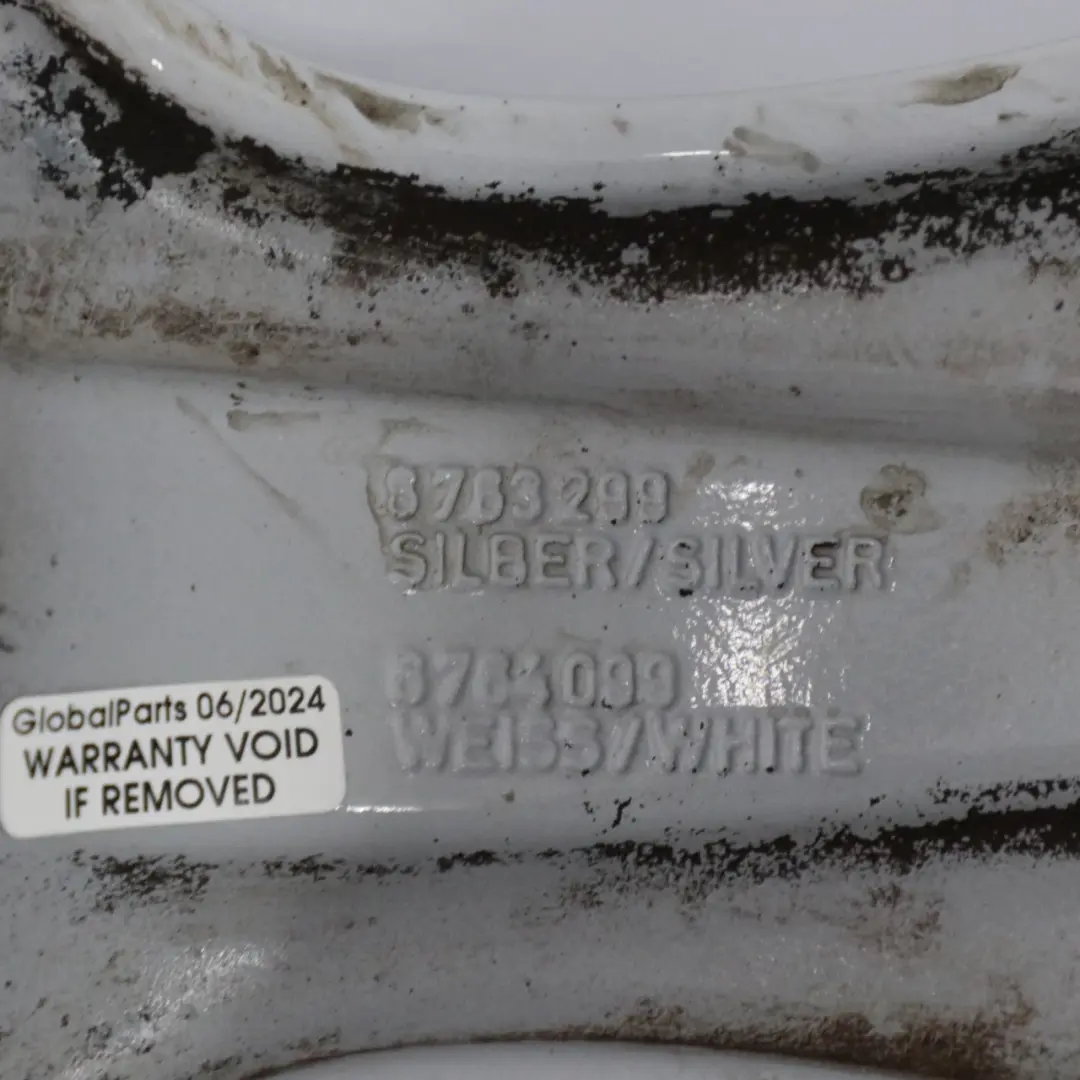 6763299
SILBER/SILVER
6764099
WEISS/WHITE
GlobalParts 06/2024
WARRANTY VOID
IF REMOVED